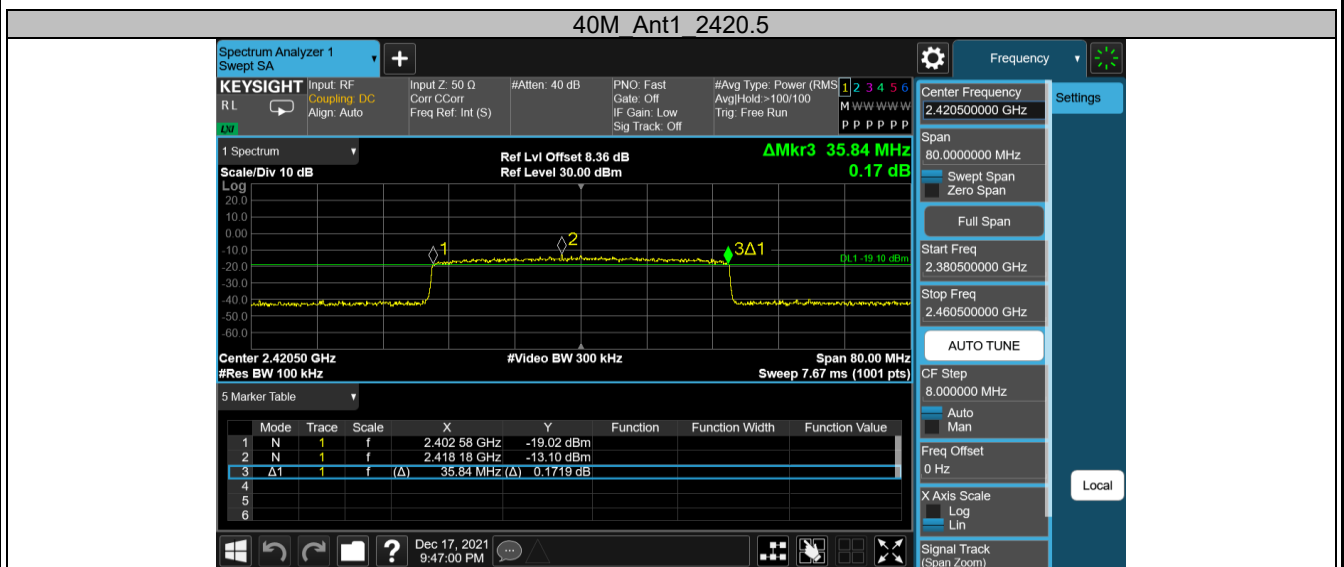 40M_Ant1_2420.5
Spectrum Analyzer 1
Swept SA
+
Frequency
KEYSIGHT
R L
LXI
Input: RF
Coupling: DC
Align: Auto
Input Z: 50 Ω
Corr CCorr
Freq Ref: Int (S)
#Atten: 40 dB
PNO: Fast
Gate: Off
IF Gain: Low
Sig Track: Off
#Avg Type: Power (RMS
Avg|Hold:>100/100
Trig: Free Run
1 2 3 4 5 6
M W W W W W
P P P P P P
Center Frequency
2.420500000 GHz
Settings
Span
80.0000000 MHz
Swept Span
Zero Span
Full Span
Start Freq
2.380500000 GHz
Stop Freq
2.460500000 GHz
AUTO TUNE
CF Step
8.000000 MHz
Auto
Man
Freq Offset
0 Hz
X Axis Scale
Log
Lin
Signal Track
(Span Zoom)
Local
1 Spectrum
Scale/Div 10 dB
Ref Lvl Offset 8.36 dB
Ref Level 30.00 dBm
ΔMkr3 35.84 MHz
0.17 dB
Log
20.0
10.0
0.00
-10.0
-20.0
-30.0
-40.0
-50.0
-60.0
1
2
3Δ1
DL1 -19.10 dBm
Center 2.42050 GHz
#Video BW 300 kHz
Span 80.00 MHz
#Res BW 100 kHz
Sweep 7.67 ms (1001 pts)
5 Marker Table
Mode Trace Scale X Y Function Function Width Function Value
1 N 1 f 2.402 58 GHz -19.02 dBm
2 N 1 f 2.418 18 GHz -13.10 dBm
3 Δ1 1 f (Δ) 35.84 MHz (Δ) 0.1719 dB
4
5
6
?
Dec 17, 2021
9:47:00 PM